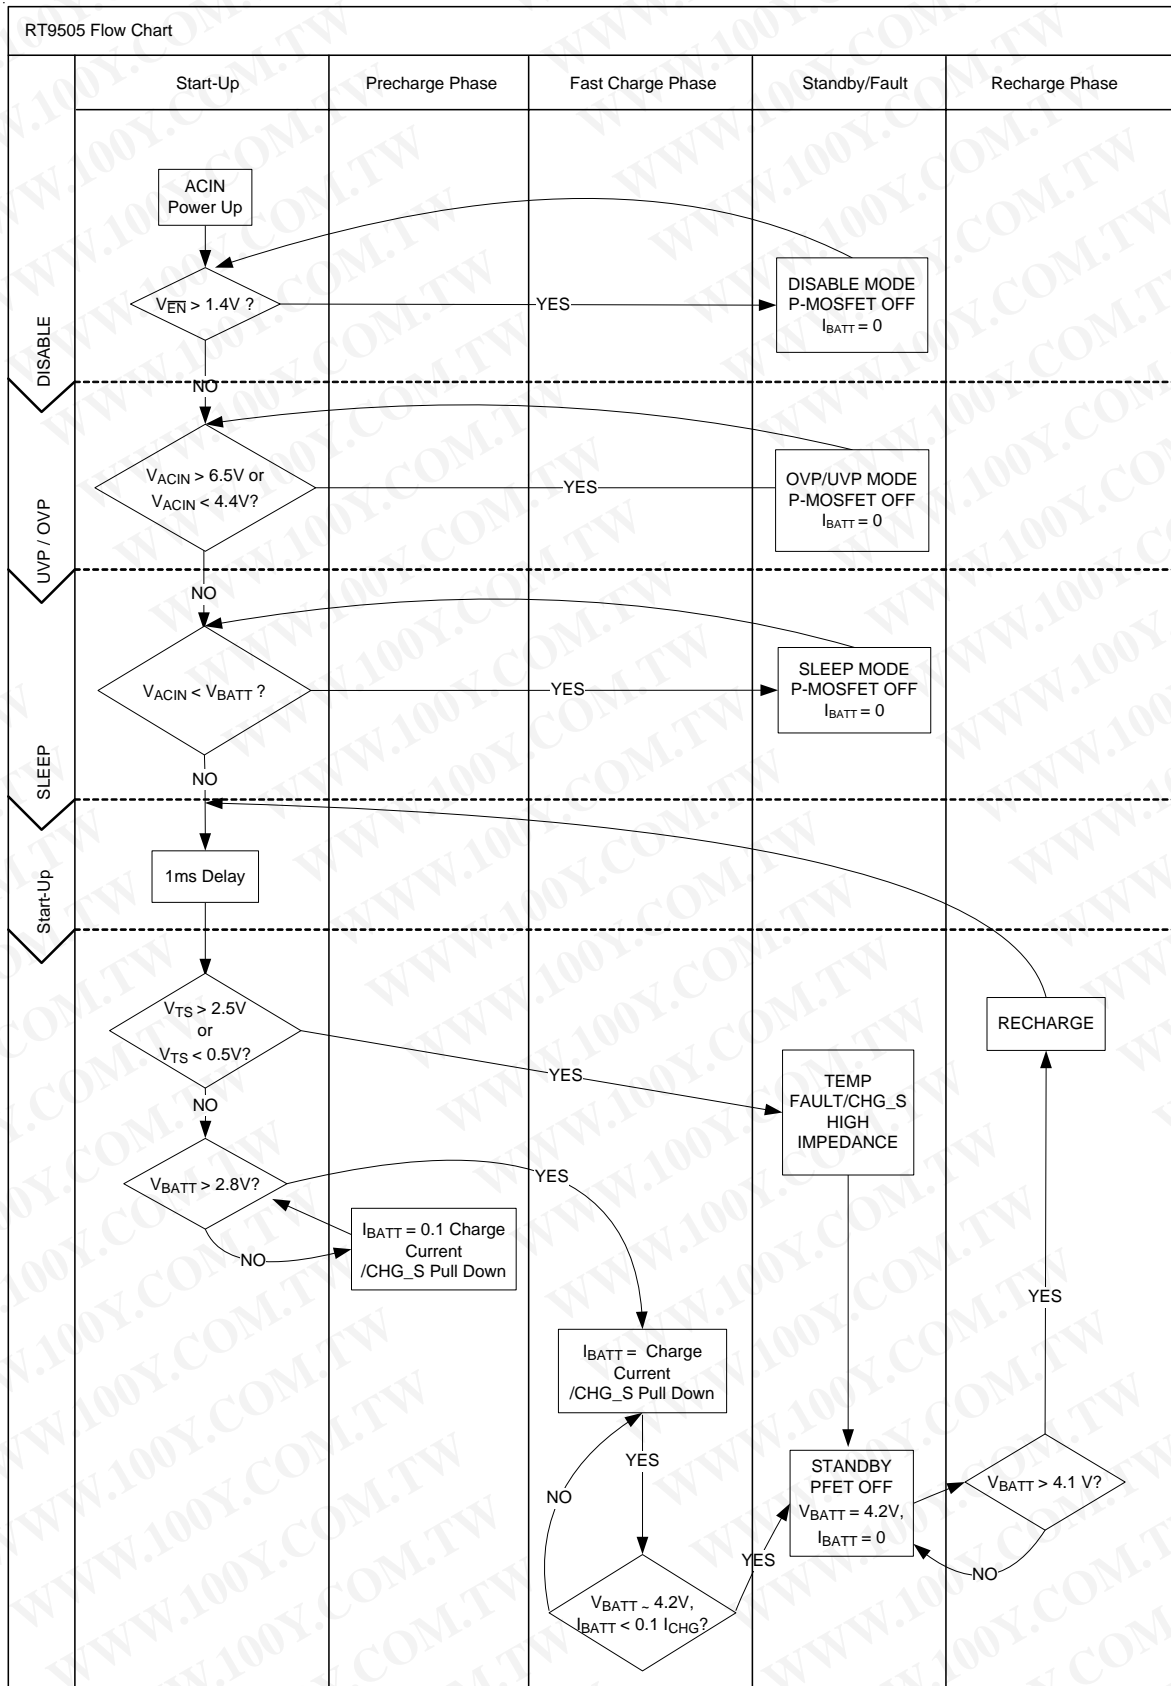 RT9505 Flow Chart
Start-Up
Precharge Phase
Fast Charge Phase
Standby/Fault
Recharge Phase
DISABLE
ACIN
Power Up
VEN > 1.4V ?
YES
DISABLE MODE
P-MOSFET OFF
IBATT = 0
NO
UVP / OVP
VACIN > 6.5V or
VACIN < 4.4V?
YES
OVP/UVP MODE
P-MOSFET OFF
IBATT = 0
NO
SLEEP
VACIN < VBATT ?
YES
SLEEP MODE
P-MOSFET OFF
IBATT = 0
NO
Start-Up
1ms Delay
VTS > 2.5V
or
VTS < 0.5V?
YES
TEMP
FAULT/CHG_S
HIGH
IMPEDANCE
RECHARGE
NO
VBATT > 2.8V?
YES
NO
IBATT = 0.1 Charge
Current
/CHG_S Pull Down
IBATT = Charge
Current
/CHG_S Pull Down
YES
NO
VBATT ~ 4.2V,
IBATT < 0.1 ICHG?
YES
STANDBY
PFET OFF
VBATT = 4.2V,
IBATT = 0
VBATT > 4.1 V?
YES
NO
WWW.100Y.COM.TW